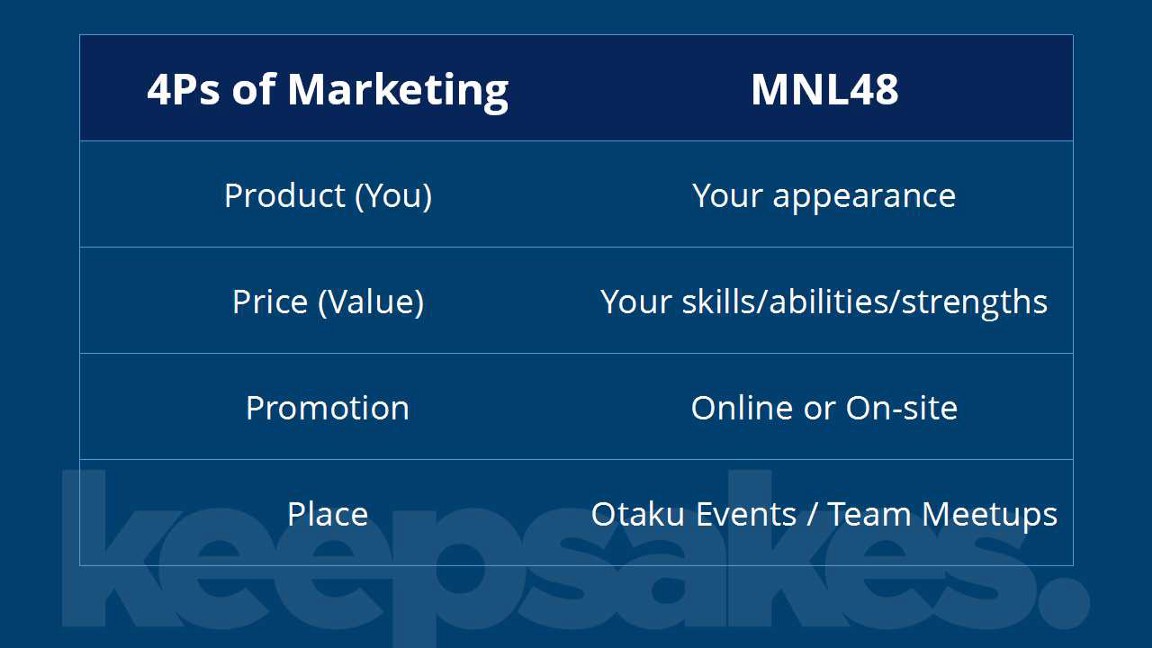 4Ps of Marketing MNL48
Product (You) Your appearance
Price (Value) Your skills/abilities/strengths
Promotion Online or On-site
Place Otaku Events / Team Meetups
keepsakes.